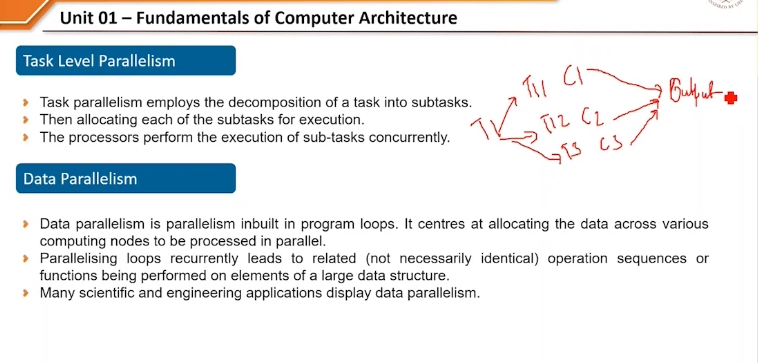 Unit 01 – Fundamentals of Computer Architecture
Task Level Parallelism
Task parallelism employs the decomposition of a task into subtasks.
Then allocating each of the subtasks for execution.
The processors perform the execution of sub-tasks concurrently.
T1
T11 C1
T12 C2
T3 C3
Output
Data Parallelism
Data parallelism is parallelism inbuilt in program loops. It centres at allocating the data across various
computing nodes to be processed in parallel.
Parallelising loops recurrently leads to related (not necessarily identical) operation sequences or
functions being performed on elements of a large data structure.
Many scientific and engineering applications display data parallelism.